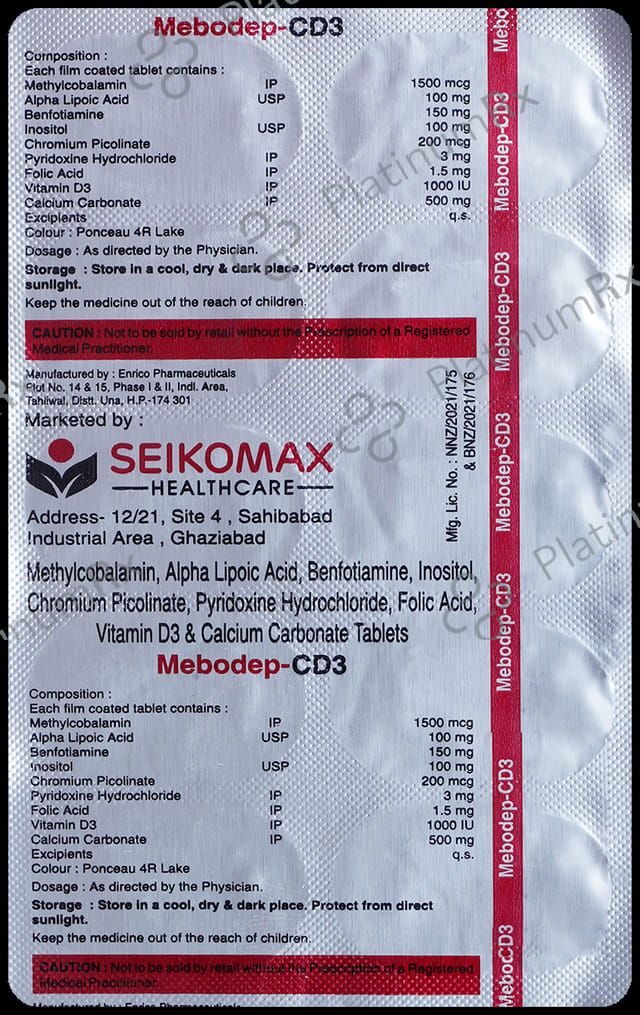 Mebodep-CD3
Composition :
Each film coated tablet contains :
Methylcobalamin IP 1500 mcg
Alpha Lipoic Acid USP 100 mg
Benfotiamine 150 mg
Inositol USP 100 mg
Chromium Picolinate 200 mcg
Pyridoxine Hydrochloride IP 3 mg
Folic Acid IP 1.5 mg
Vitamin D3 IP 1000 IU
Calcium Carbonate IP 500 mg
Excipients q.s.
Colour : Ponceau 4R Lake
Dosage : As directed by the Physician.
Storage : Store in a cool, dry & dark place. Protect from direct
sunlight.
Keep the medicine out of the reach of children.
CAUTION : Not to be sold by retail without the Prescription of a Registered
Medical Practitioner.
Manufactured by : Enrico Pharmaceuticals
Plot No. 14 & 15, Phase I & II, Indl. Area,
Tahliwal, Distt. Una, H.P.-174 301
Mfg. Lic. No. : NNZ/2021/175
& BNZ/2021/176
Marketed by :
SEIKOMAX
HEALTHCARE
Address- 12/21, Site 4 , Sahibabad
Industrial Area , Ghaziabad
Methylcobalamin, Alpha Lipoic Acid, Benfotiamine, Inositol,
Chromium Picolinate, Pyridoxine Hydrochloride, Folic Acid,
Vitamin D3 & Calcium Carbonate Tablets
Mebodep-CD3
Composition :
Each film coated tablet contains :
Methylcobalamin IP 1500 mcg
Alpha Lipoic Acid USP 100 mg
Benfotiamine 150 mg
Inositol USP 100 mg
Chromium Picolinate 200 mcg
Pyridoxine Hydrochloride IP 3 mg
Folic Acid IP 1.5 mg
Vitamin D3 IP 1000 IU
Calcium Carbonate IP 500 mg
Excipients q.s.
Colour : Ponceau 4R Lake
Dosage : As directed by the Physician.
Storage : Store in a cool, dry & dark place. Protect from direct
sunlight.
Keep the medicine out of the reach of children.
CAUTION : Not to be sold by retail without the Prescription of a Registered
Medical Practitioner.
Manufactured by : Enrico Pharmaceuticals
Mebo
Mebodep-CD3
Mebodep-CD3
Mebodep-CD3
Mebodep-CD3
Mebodep-CD3
MebocCD3
PlatinumRx
PlatinumRx
PlatinumRx